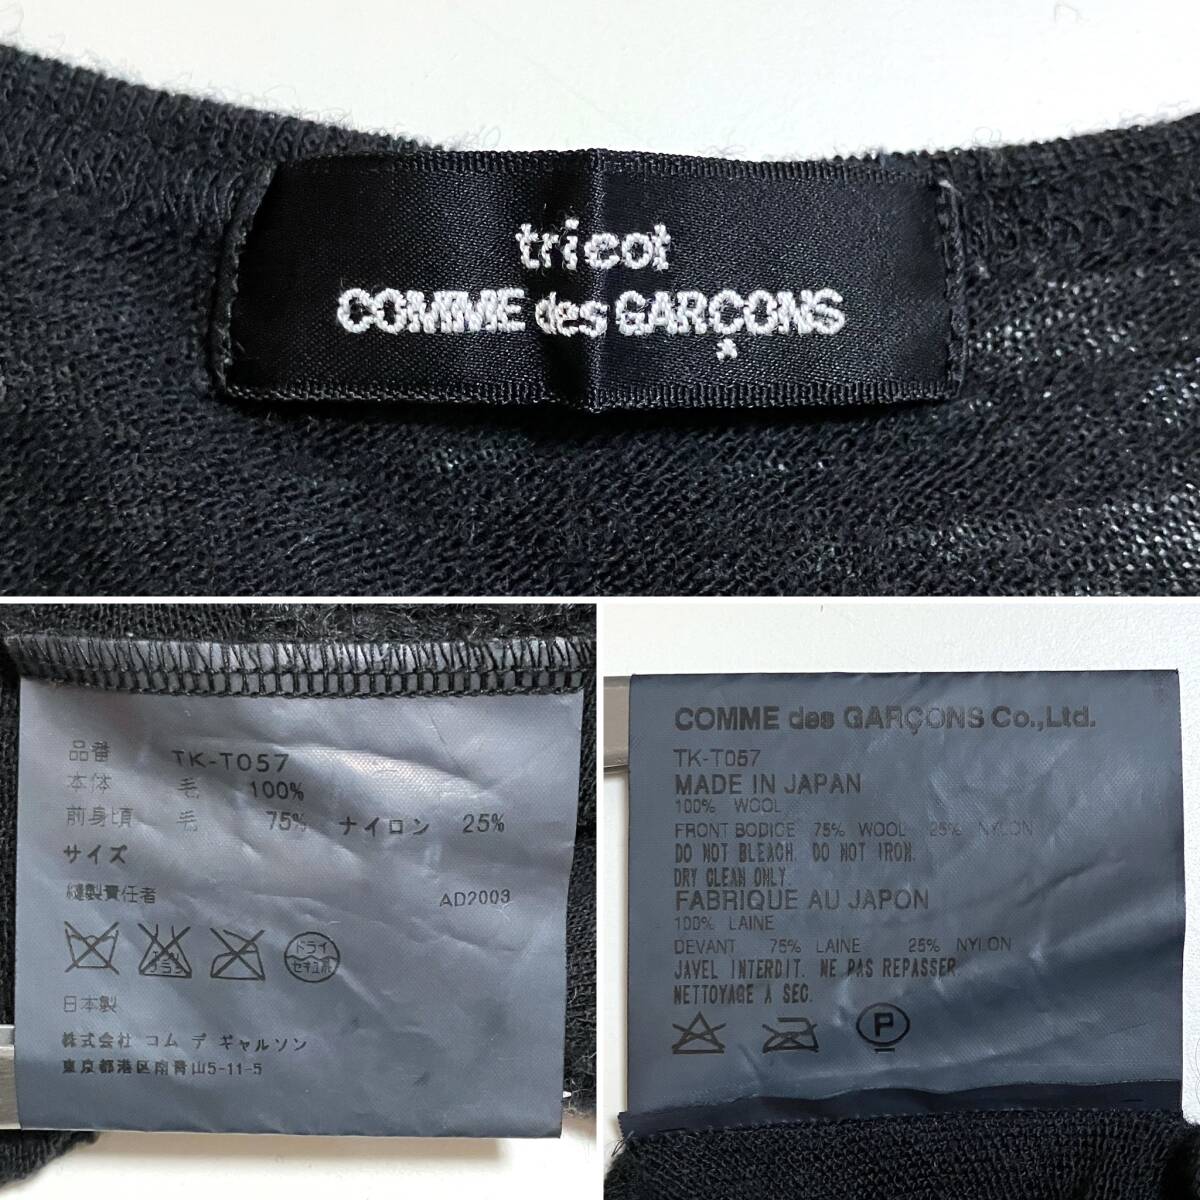 tricot
COMME des GARÇONS
品番 TK-T057
本体 毛 100%
前身頃 毛 75% ナイロン 25%
サイズ
縫製責任者 AD2003
ドライ
セキユ系
日本製
株式会社 コム デ ギャルソン
東京都港区南青山5-11-5
COMME des GARÇONS Co.,Ltd.
TK-T057
MADE IN JAPAN
100% WOOL
FRONT BODICE 75% WOOL 25% NYLON
DO NOT BLEACH. DO NOT IRON.
DRY CLEAN ONLY.
FABRIQUE AU JAPON
100% LAINE
DEVANT 75% LAINE 25% NYLON
JAVEL INTERDIT. NE PAS REPASSER.
NETTOYAGE A SEC.
P